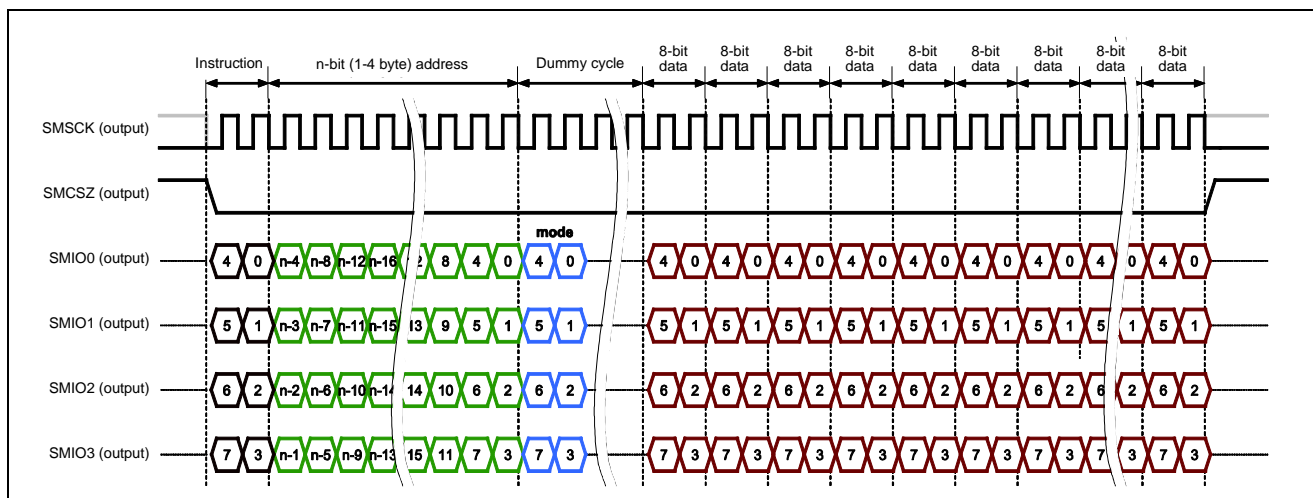 8-bit 8-bit 8-bit 8-bit 8-bit 8-bit 8-bit 8-bit 8-bit
Instruction n-bit (1-4 byte) address Dummy cycle data data data data data data data data data
SMSCK (output)
SMCSZ (output)
mode
SMIO0 (output) 4 0 n-4 n-8 n-12 n-16 12 8 4 0 4 0 4 0 4 0 4 0 4 0 4 0 4 0 4 0 4 0 4 0
SMIO1 (output) 5 1 n-3 n-7 n-11 n-15 13 9 5 1 5 1 5 1 5 1 5 1 5 1 5 1 5 1 5 1 5 1 5 1
SMIO2 (output) 6 2 n-2 n-6 n-10 n-14 14 10 6 2 6 2 6 2 6 2 6 2 6 2 6 2 6 2 6 2 6 2 6 2
SMIO3 (output) 7 3 n-1 n-5 n-9 n-13 15 11 7 3 7 3 7 3 7 3 7 3 7 3 7 3 7 3 7 3 7 3 7 3